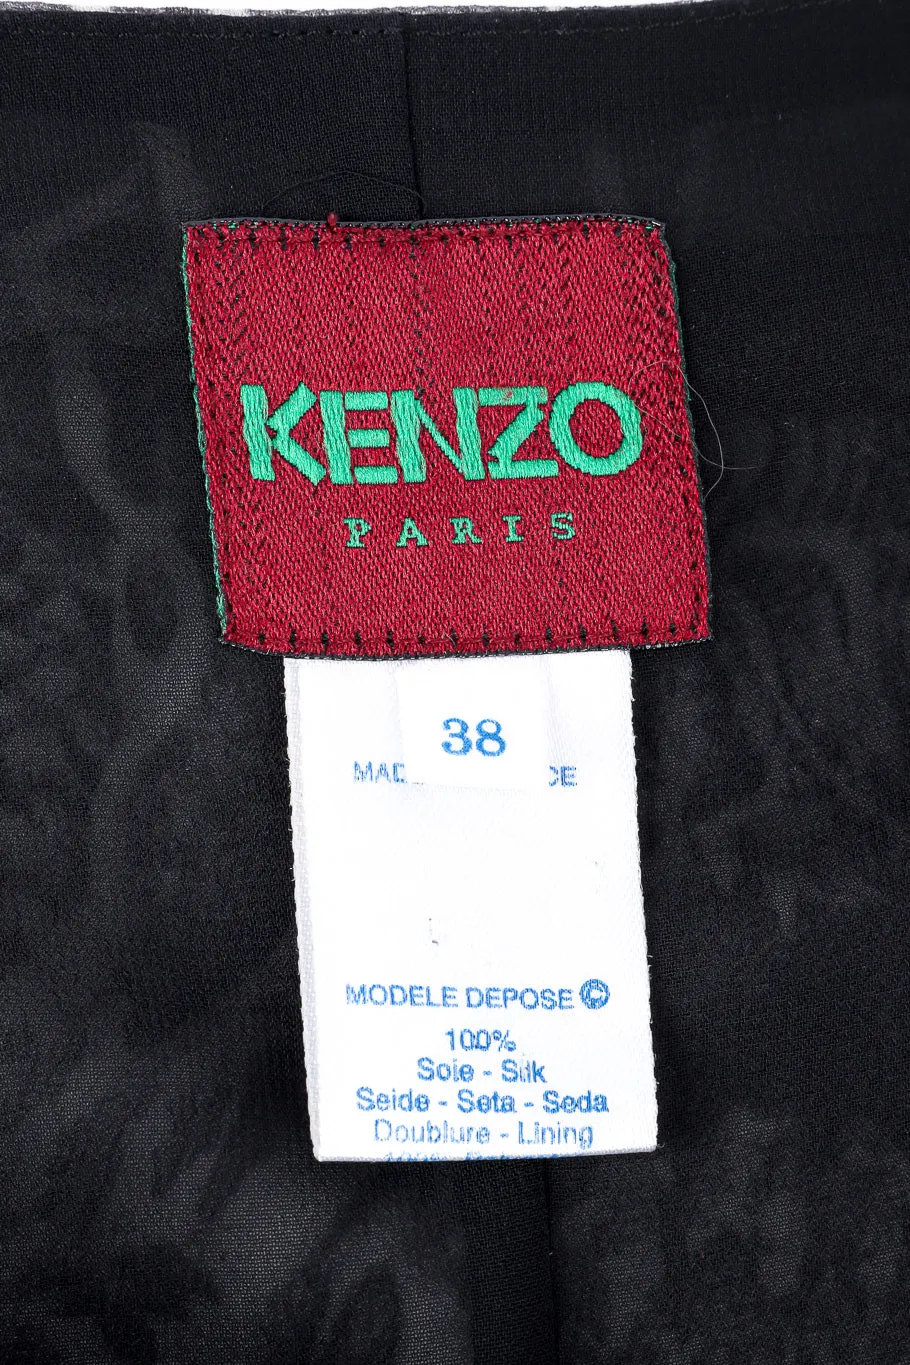 KENZO
PARIS
38
MODELE DEPOSE ©
100%
Soie - Silk
Seide - Seta - Seda
Doublure - Lining